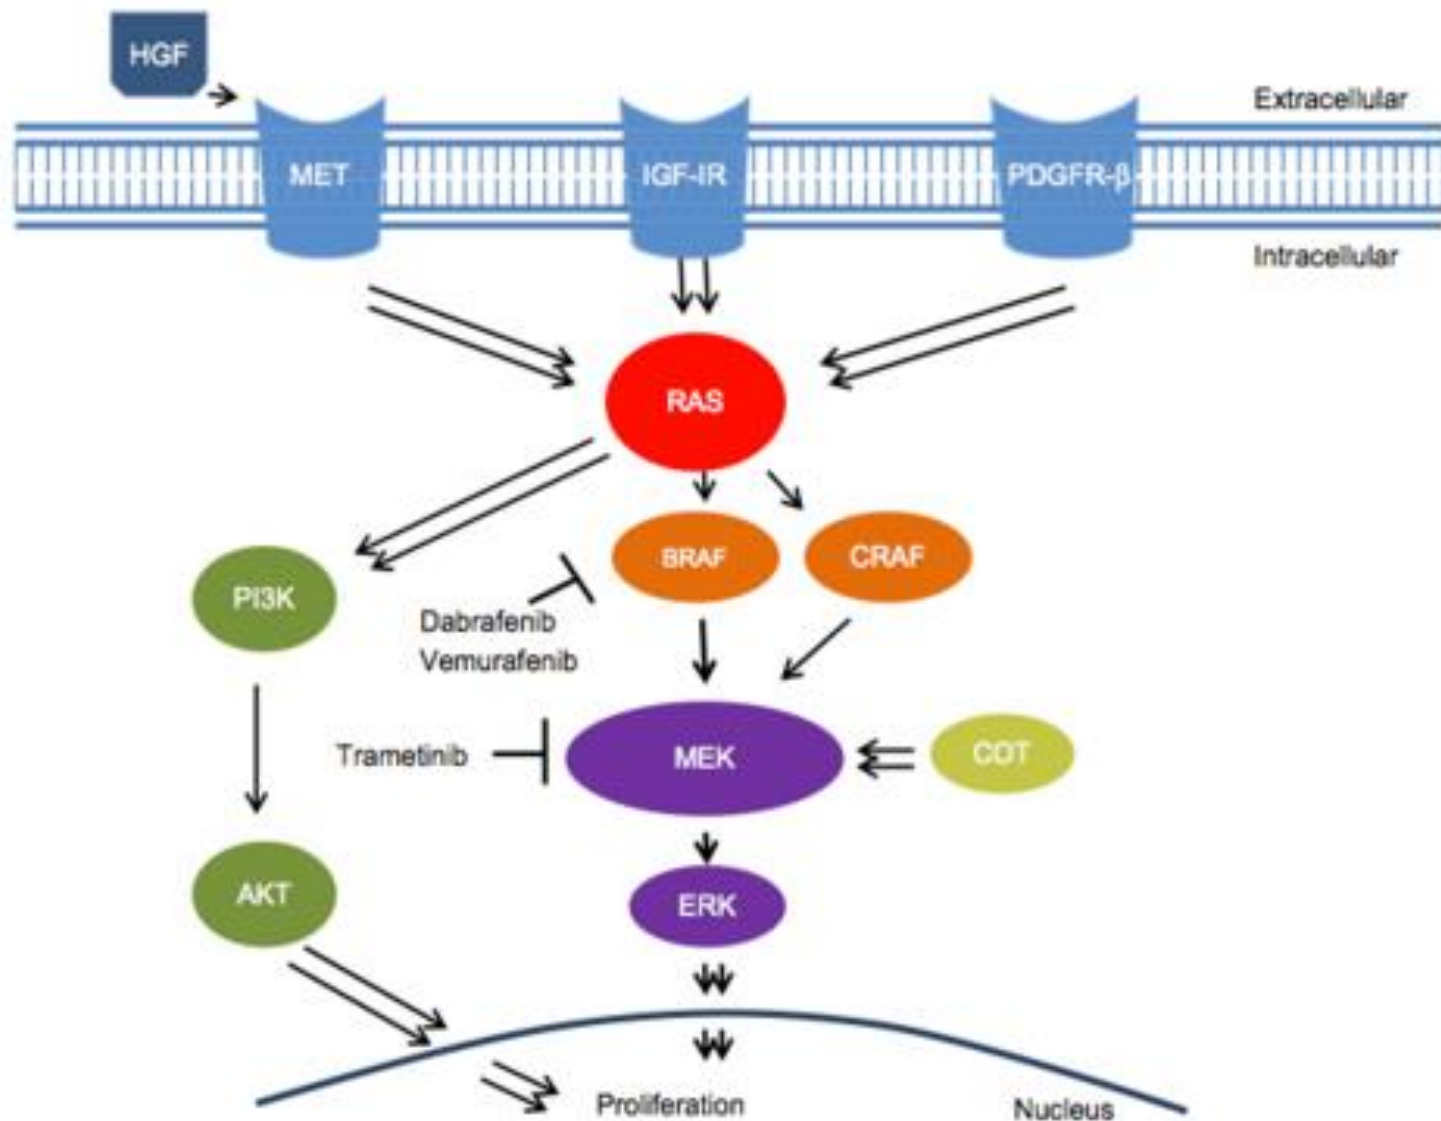 HGF
Extracellular
MET
IGF-IR
PDGFR-β
Intracellular
RAS
BRAF
CRAF
PI3K
Dabrafenib
Vemurafenib
Trametinib
MEK
COT
AKT
ERK
Proliferation
Nucleus